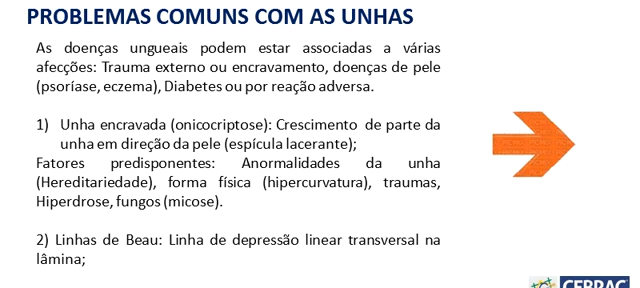 PROBLEMAS COMUNS COM AS UNHAS
As doenças ungueais podem estar associadas a várias
afecções: Trauma externo ou encravamento, doenças de pele
(psoríase, eczema), Diabetes ou por reação adversa.
1) Unha encravada (onicocriptose): Crescimento de parte da
unha em direção da pele (espícula lacerante);
Fatores predisponentes: Anormalidades da unha
(Hereditariedade), forma física (hipercurvatura), traumas,
Hiperdrose, fungos (micose).
2) Linhas de Beau: Linha de depressão linear transversal na
lâmina;
CEBRAC